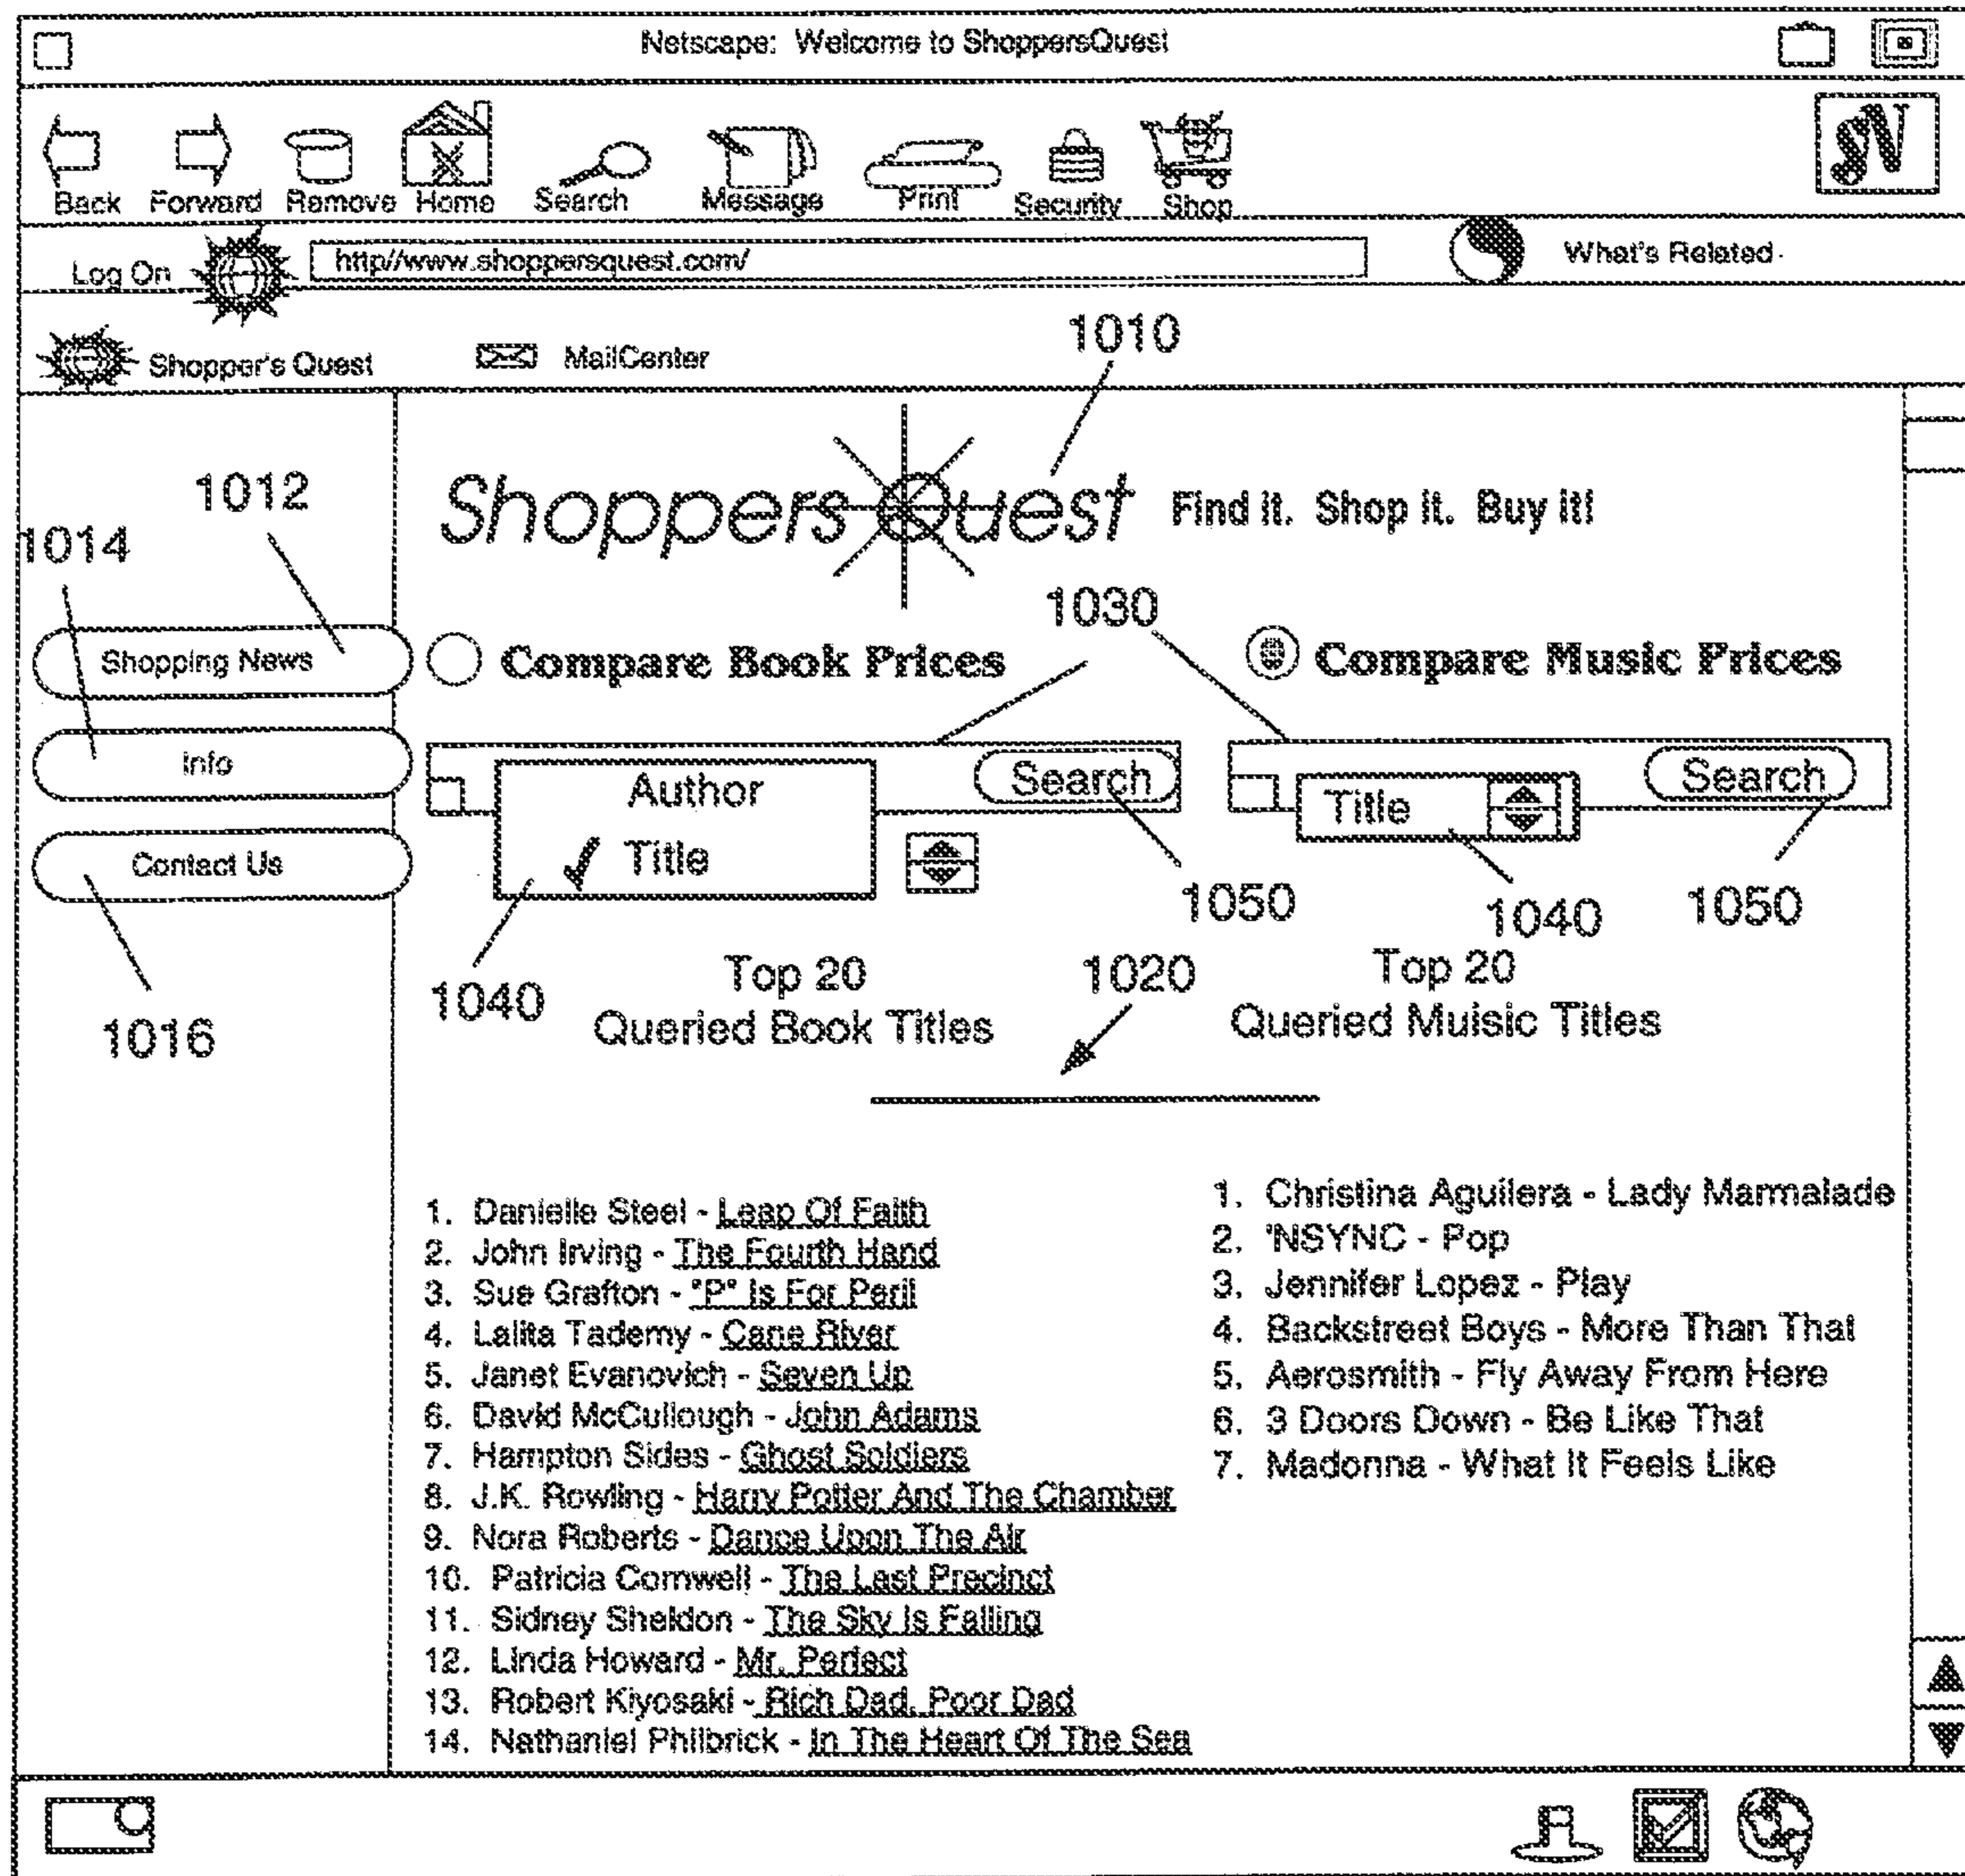 Netscape: Welcome to ShoppersQuest
Back Forward Remove Home Search Message Print Security Shop
Log On http//www.shoppersquest.com/ What's Related
Shopper's Quest MailCenter
1010
Shoppers Quest Find it. Shop it. Buy it!
1012
1014
1030
Shopping News
Compare Book Prices
Compare Music Prices
Info
Author
Search
Title
Search
Title
Contact Us
1050
1040
1050
1040
1016
Top 20
Queried Book Titles
1020
Top 20
Queried Muisic Titles
1. Danielle Steel - Leap Of Faith
2. John Irving - The Fourth Hand
3. Sue Grafton - "P" Is For Peril
4. Lalita Tademy - Cane River
5. Janet Evanovich - Seven Up
6. David McCullough - John Adams
7. Hampton Sides - Ghost Soldiers
8. J.K. Rowling - Harry Potter And The Chamber
9. Nora Roberts - Dance Upon The Air
10. Patricia Cornwell - The Last Precinct
11. Sidney Sheldon - The Sky Is Falling
12. Linda Howard - Mr. Perfect
13. Robert Kiyosaki - Rich Dad, Poor Dad
14. Nathaniel Philbrick - In The Heart Of The Sea
1. Christina Aguilera - Lady Marmalade
2. 'NSYNC - Pop
3. Jennifer Lopez - Play
4. Backstreet Boys - More Than That
5. Aerosmith - Fly Away From Here
6. 3 Doors Down - Be Like That
7. Madonna - What It Feels Like